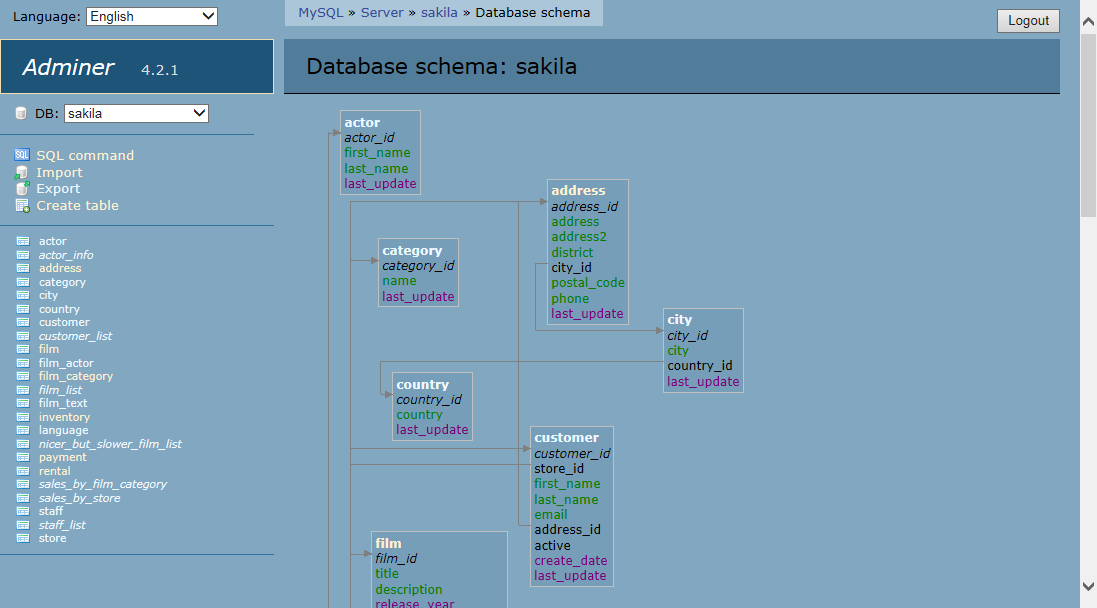 Language: English
MySQL » Server » sakila » Database schema
Logout
Adminer 4.2.1
Database schema: sakila
DB: sakila
SQL command
Import
Export
Create table
actor
actor_info
address
category
city
country
customer
customer_list
film
film_actor
film_category
film_list
film_text
inventory
language
nicer_but_slower_film_list
payment
rental
sales_by_film_category
sales_by_store
staff
staff_list
store
actor
actor_id
first_name
last_name
last_update
address
address_id
address
address2
district
city_id
postal_code
phone
last_update
category
category_id
name
last_update
city
city_id
city
country_id
last_update
country
country_id
country
last_update
customer
customer_id
store_id
first_name
last_name
email
address_id
active
create_date
last_update
film
film_id
title
description
release_year